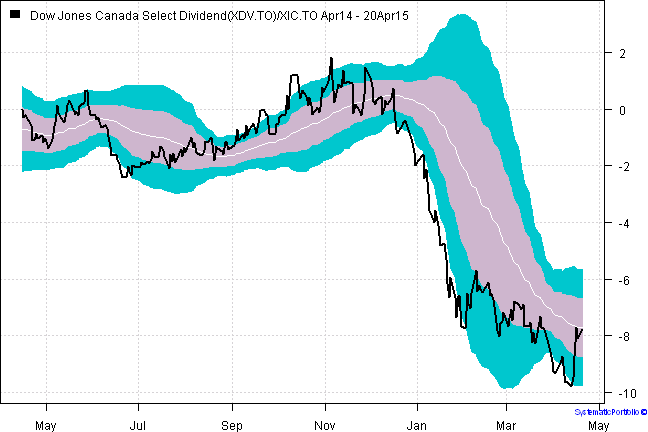 Dow Jones Canada Select Dividend(XDV.TO)/XIC.TO Apr14 - 20Apr15
2
0
-2
-4
-6
-8
-10
SystematicPortfolio ©
May Jul Sep Nov Jan Mar May